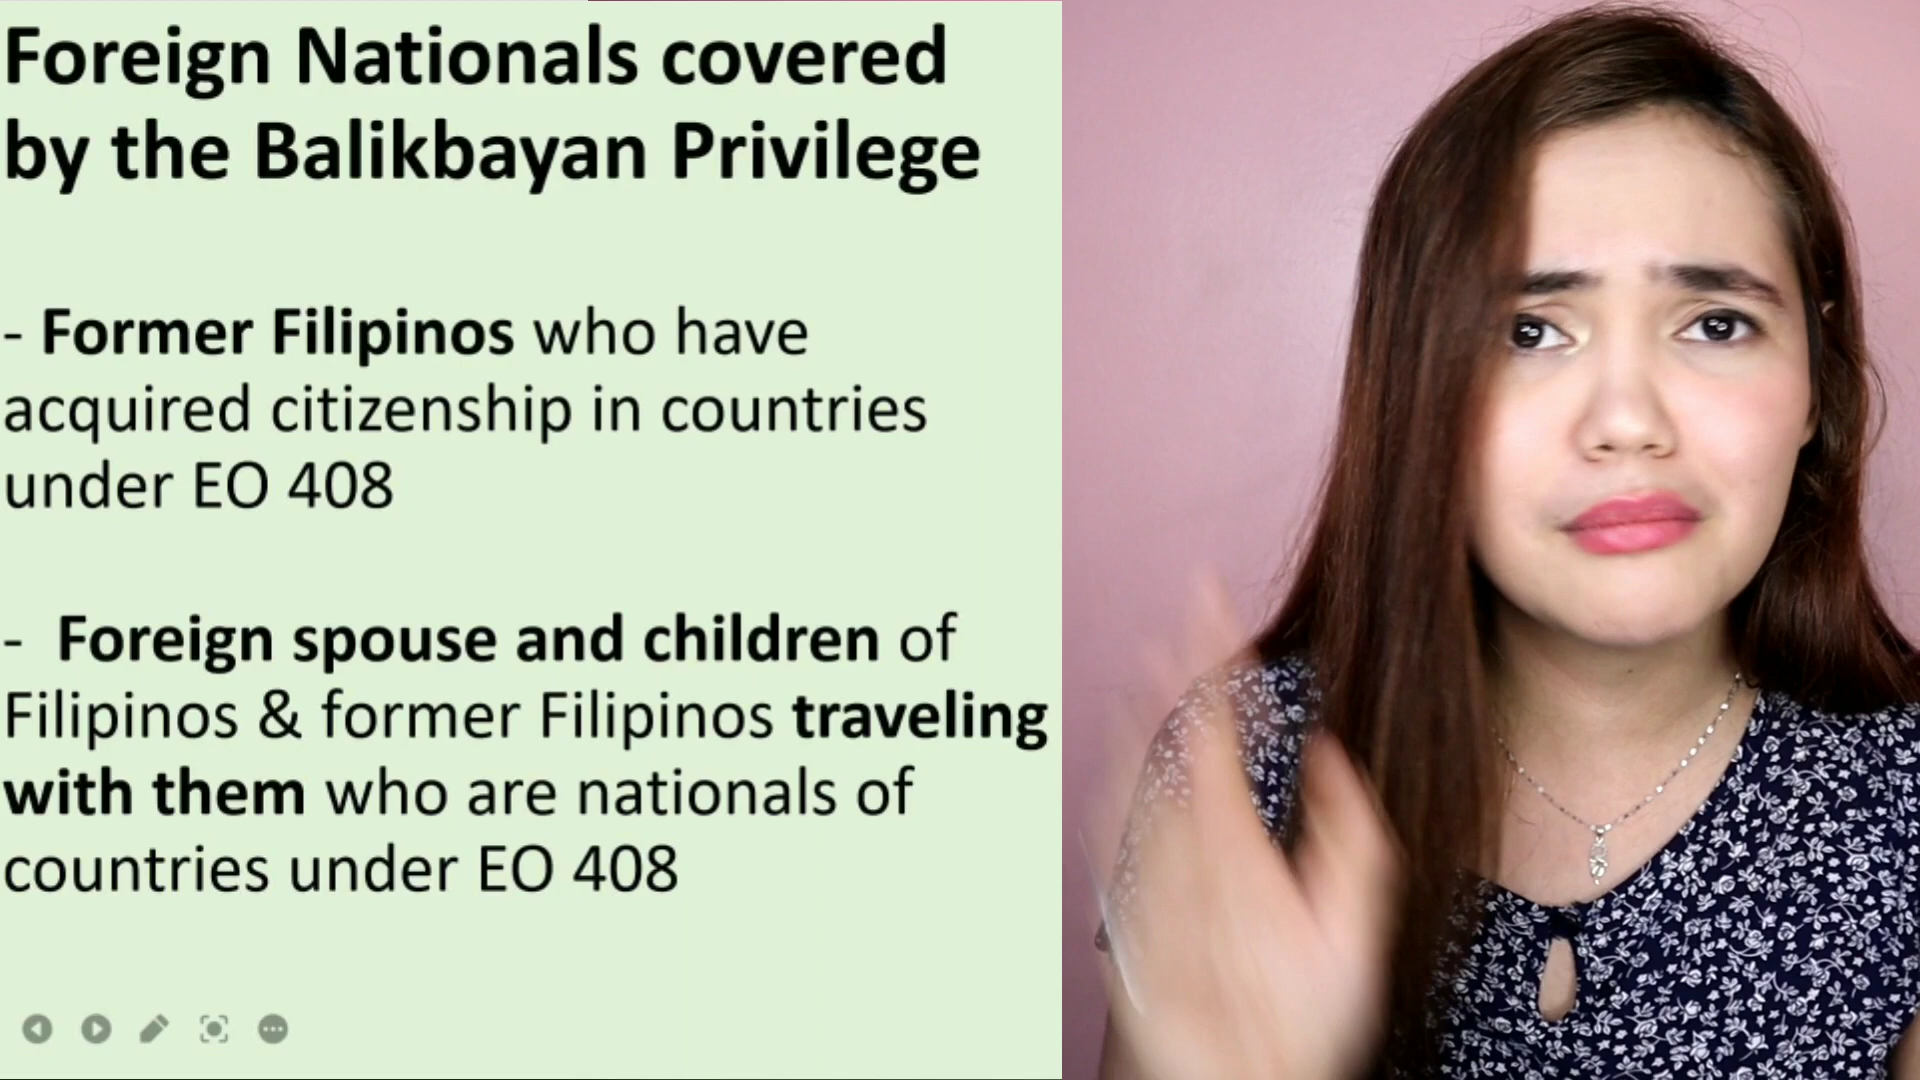 Foreign Nationals covered
by the Balikbayan Privilege
- Former Filipinos who have
acquired citizenship in countries
under EO 408
- Foreign spouse and children of
Filipinos & former Filipinos traveling
with them who are nationals of
countries under EO 408